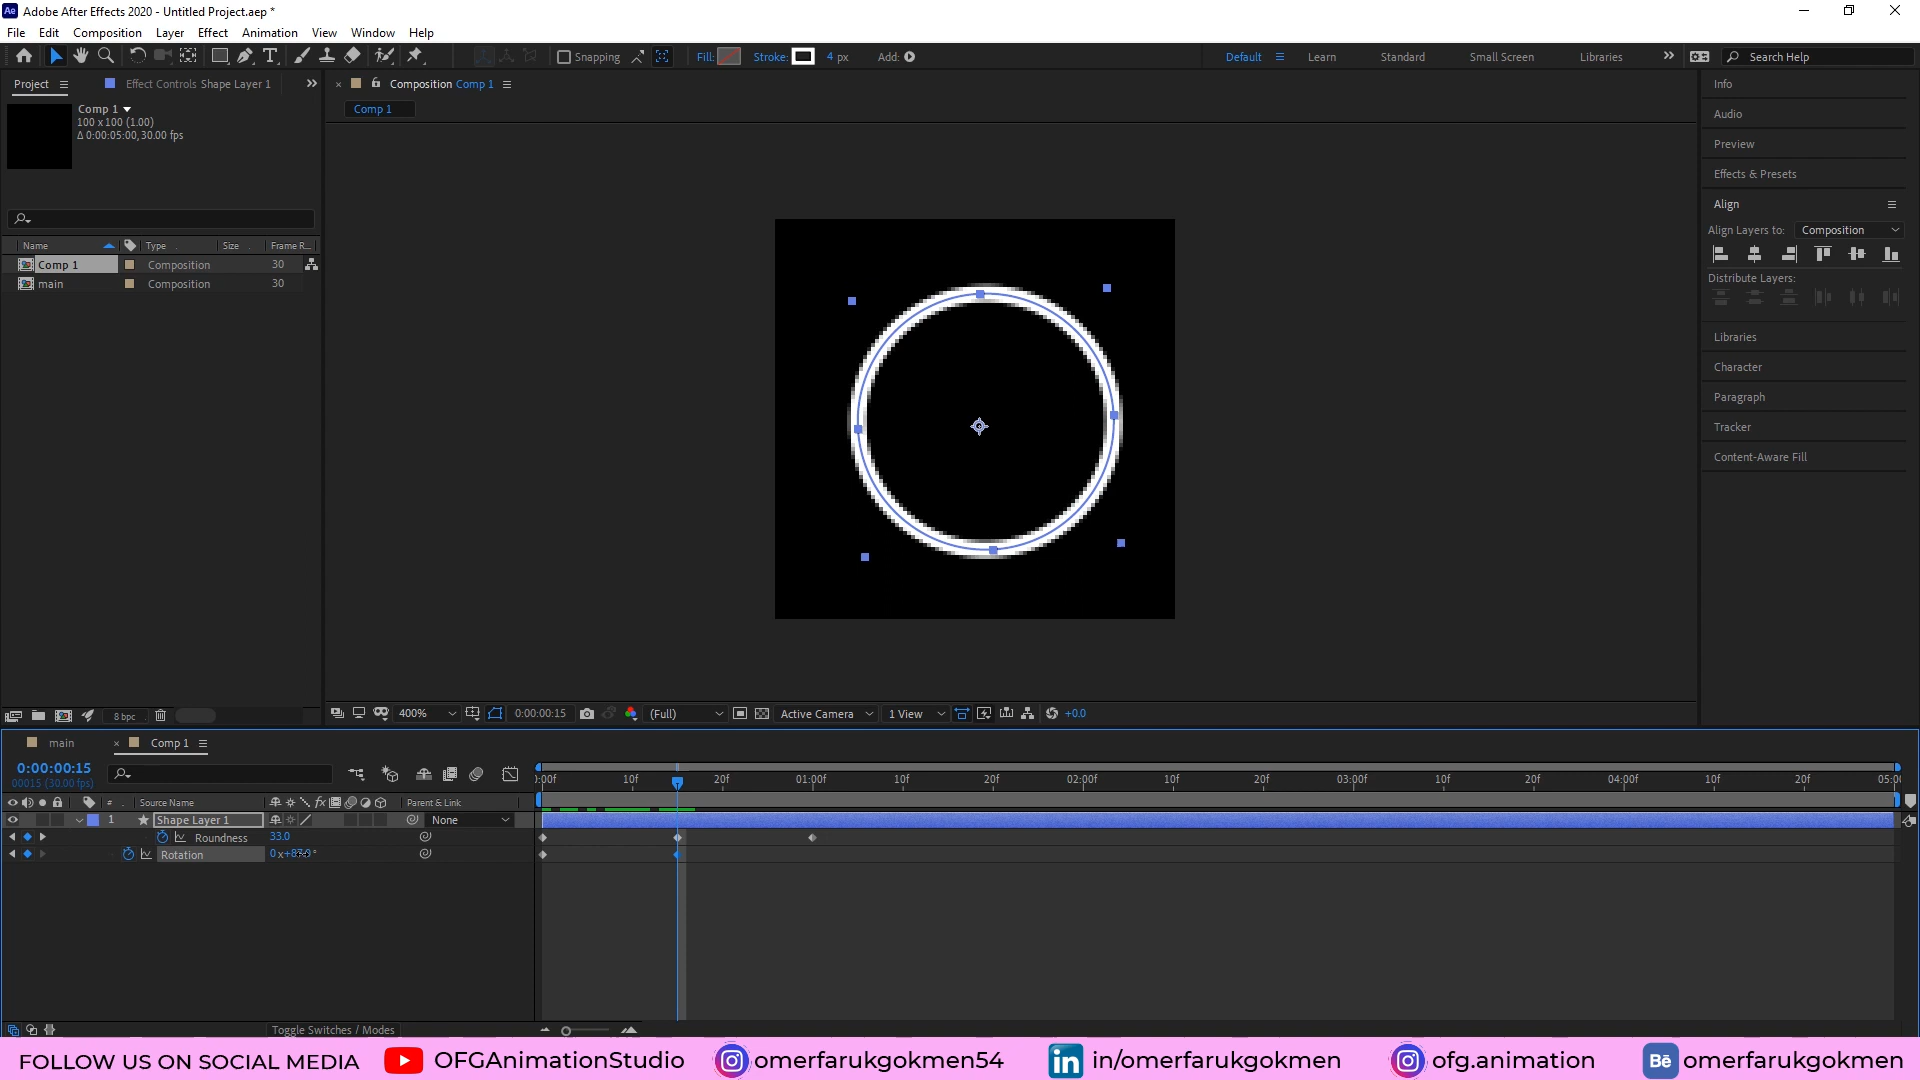 Ae Adobe After Effects 2020 - Untitled Project.aep *
File Edit Composition Layer Effect Animation View Window Help
Snapping Fill: Stroke: 4 px Add: Default Learn Standard Small Screen Libraries Search Help
Project Effect Controls Shape Layer 1
Composition Comp 1
Comp 1
Comp 1
100 x 100 (1.00)
Δ 0:00:05:00, 30.00 fps
Name Type Size Frame R...
Comp 1 Composition 30
main Composition 30
8 bpc
400% 0:00:00:15 (Full) Active Camera 1 View +0.0
Info
Audio
Preview
Effects & Presets
Align
Align Layers to: Composition
Distribute Layers:
Libraries
Character
Paragraph
Tracker
Content-Aware Fill
main Comp 1
0:00:00:15
00015 (30.00 fps)
# Source Name fx Parent & Link
1 Shape Layer 1 None
Roundness 33.0
Rotation
):00f 10f 20f 01:00f 10f 20f 02:00f 10f 20f 03:00f 10f 20f 04:00f 10f 20f 05:0
Toggle Switches / Modes
FOLLOW US ON SOCIAL MEDIA OFGAnimationStudio omerfarukgokmen54 in in/omerfarukgokmen ofg.animation Bē omerfarukgokmen